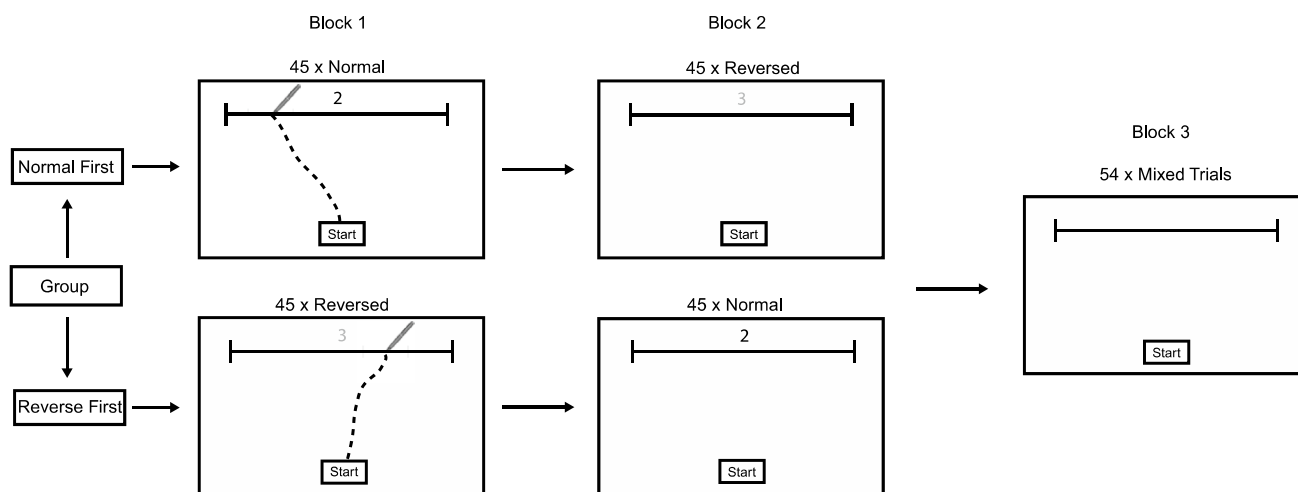 Block 1
Block 2
45 x Normal
45 x Reversed
2
3
Block 3
Normal First
54 x Mixed Trials
Start
Start
Group
45 x Reversed
45 x Normal
3
2
Start
Reverse First
Start
Start